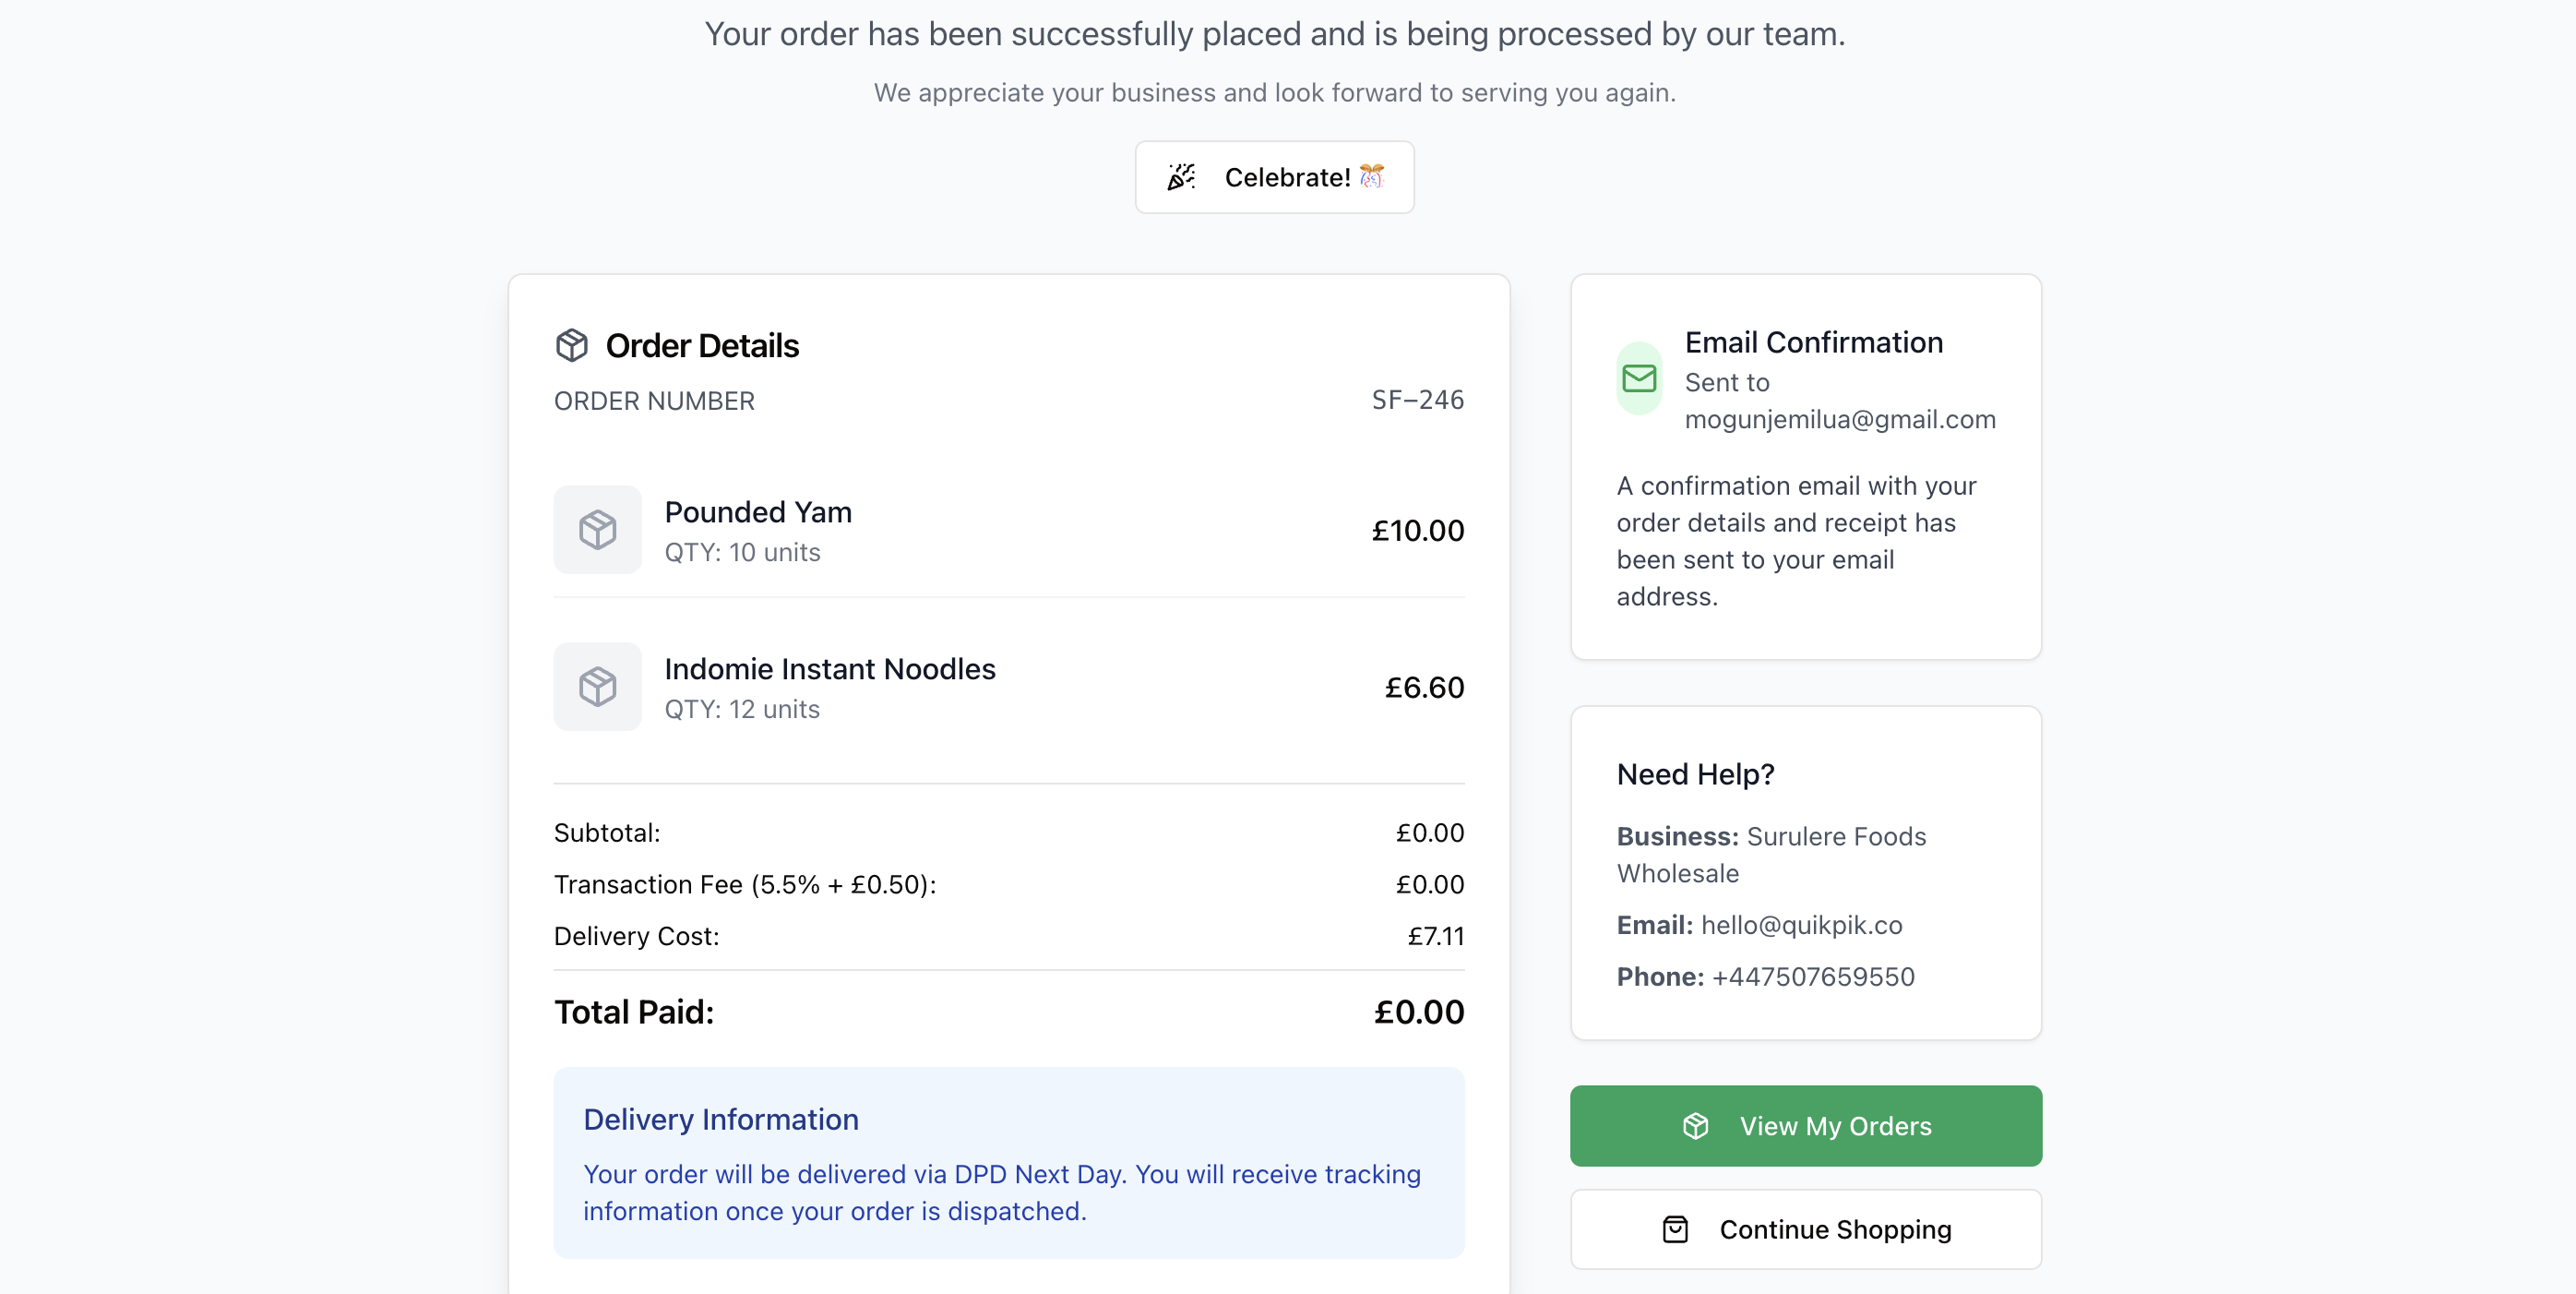 Your order has been successfully placed and is being processed by our team.
We appreciate your business and look forward to serving you again.
Celebrate! 🎊
Order Details
ORDER NUMBER SF-246
Pounded Yam
QTY: 10 units
£10.00
Indomie Instant Noodles
QTY: 12 units
£6.60
Subtotal: £0.00
Transaction Fee (5.5% + £0.50): £0.00
Delivery Cost: £7.11
Total Paid: £0.00
Delivery Information
Your order will be delivered via DPD Next Day. You will receive tracking
information once your order is dispatched.
Email Confirmation
Sent to
mogunjemilua@gmail.com
A confirmation email with your
order details and receipt has
been sent to your email
address.
Need Help?
Business: Surulere Foods
Wholesale
Email: hello@quikpik.co
Phone: +447507659550
View My Orders
Continue Shopping